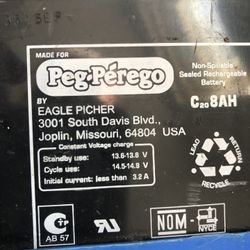 MADE FOR
Peg-Pérego
Non-Spillable
Sealed Rechargeable
Battery
BY
EAGLE PICHER
3001 South Davis Blvd.,
Joplin, Missouri, 64804 USA
C20 8AH
Constant Voltage charge
Standby use: 13.6-13.8 V
Cycle use: 14.5-14.9 V
Initial current: less than 3.2 A
LEAD
RETURN
RECYCLE
AB 57
NOM
NYCE